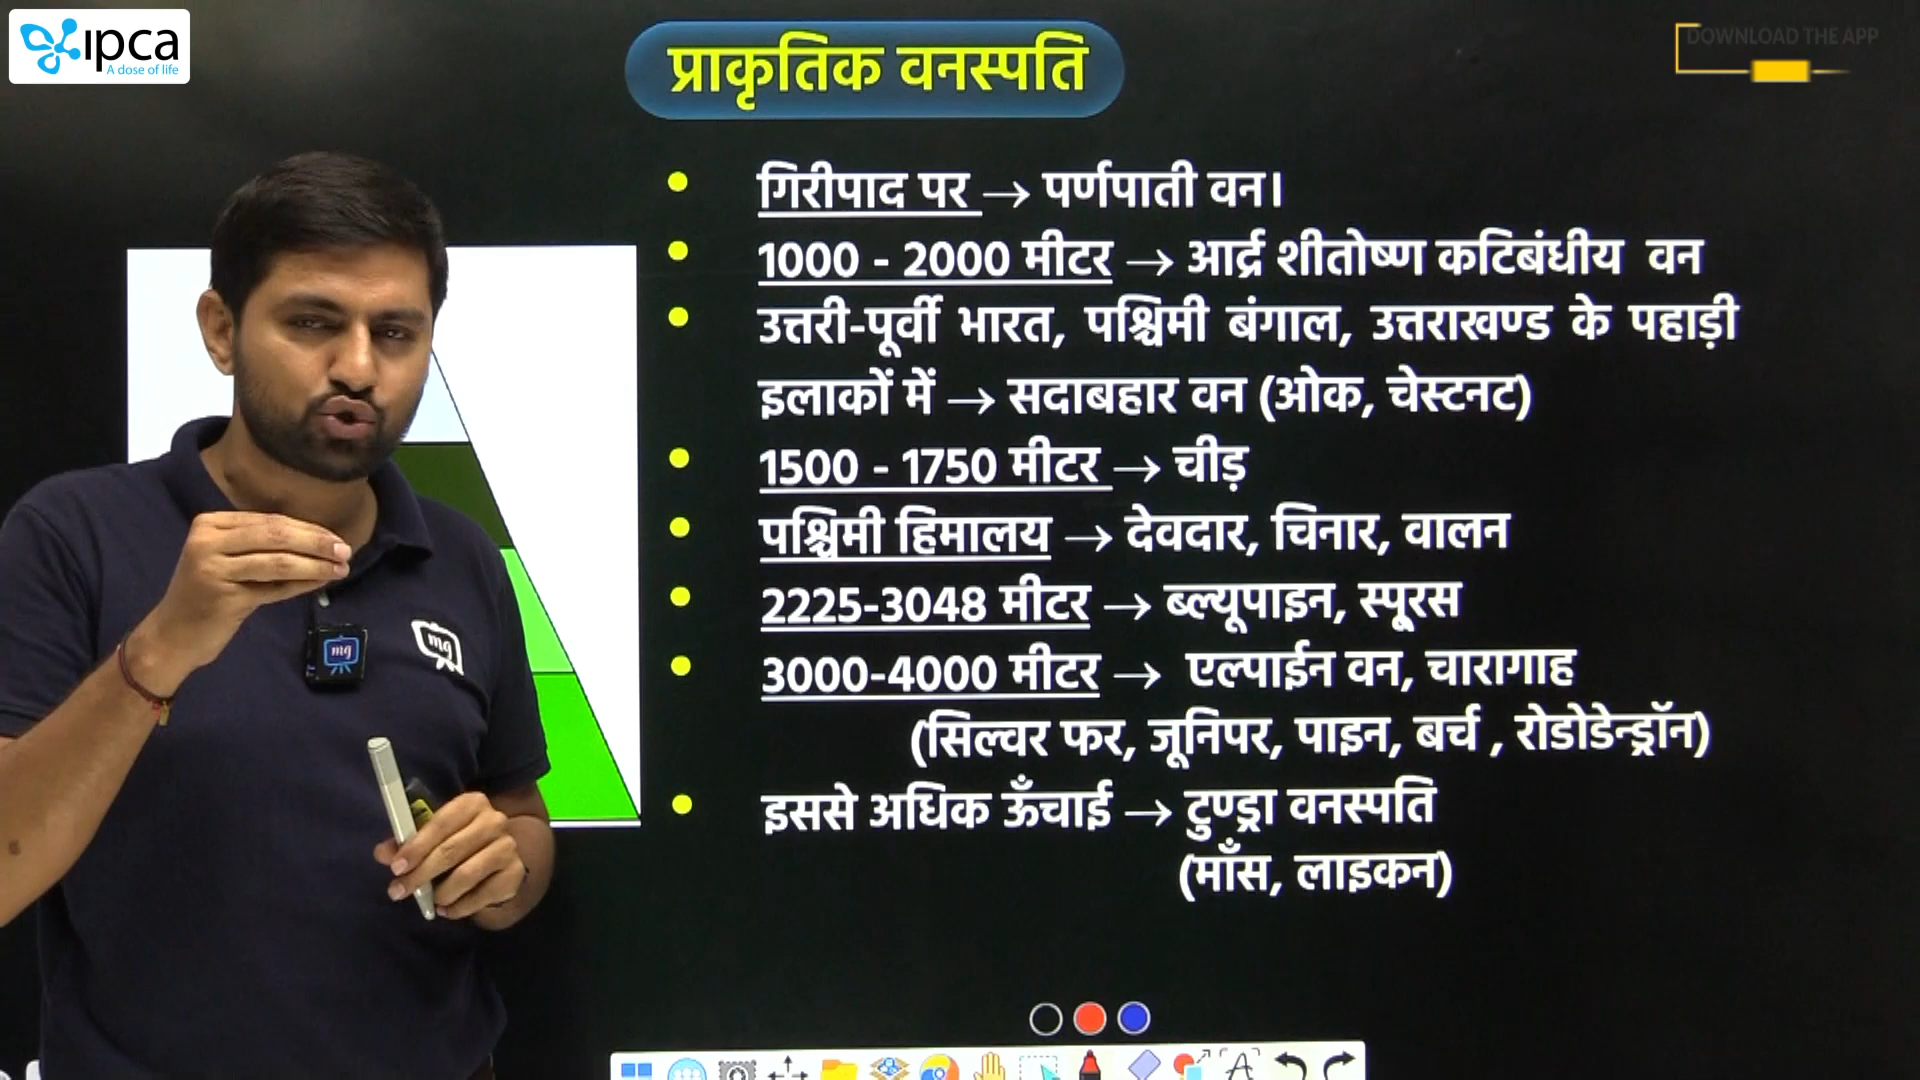 ipca
A dose of life
प्राकृतिक वनस्पति
DOWNLOAD THE APP
• गिरीपाद पर → पर्णपाती वन।
• 1000 - 2000 मीटर → आर्द्र शीतोष्ण कटिबंधीय वन
• उत्तरी-पूर्वी भारत, पश्चिमी बंगाल, उत्तराखण्ड के पहाड़ी
इलाकों में → सदाबहार वन (ओक, चेस्टनट)
• 1500 - 1750 मीटर → चीड़
• पश्चिमी हिमालय → देवदार, चिनार, वालन
• 2225-3048 मीटर → ब्ल्यूपाइन, स्पूरस
• 3000-4000 मीटर → एल्पाईन वन, चारागाह
(सिल्वर फर, जूनिपर, पाइन, बर्च , रोडोडेन्ड्रॉन)
• इससे अधिक ऊँचाई → टुण्ड्रा वनस्पति
(माँस, लाइकन)
mg
mg